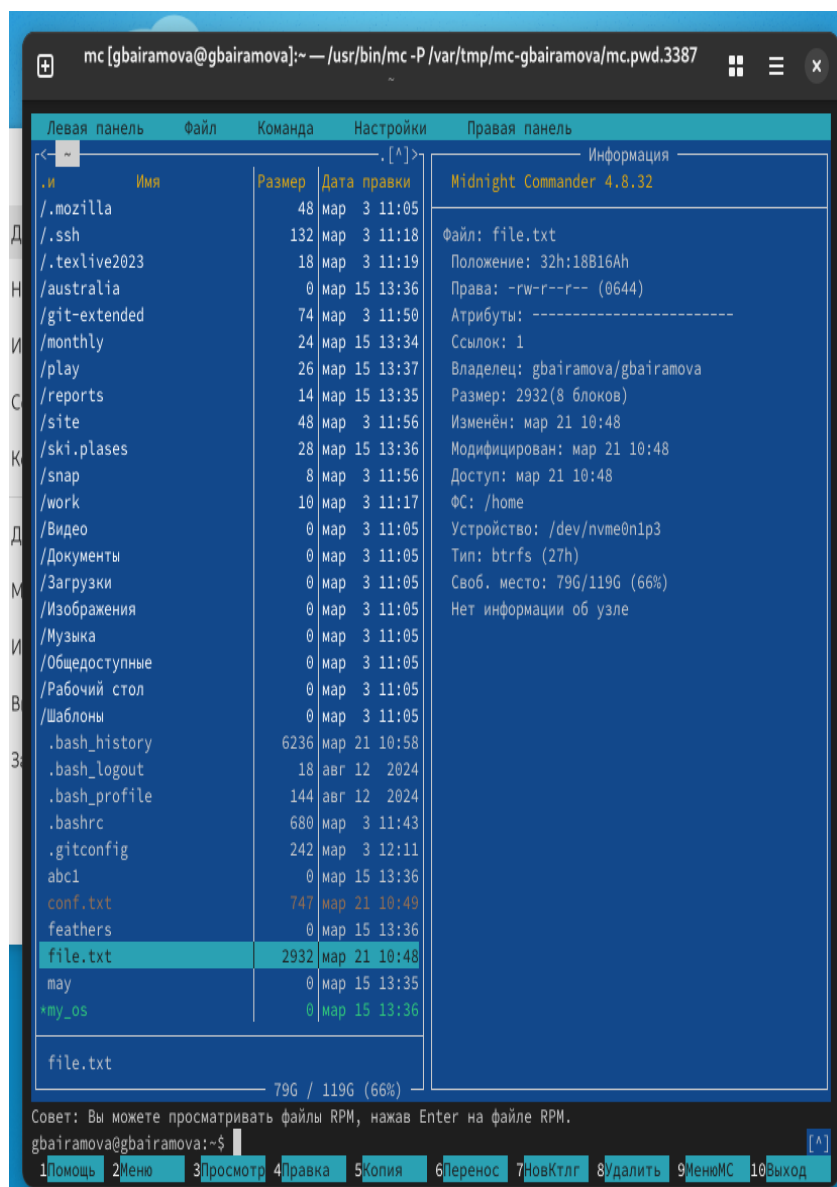 mc [gbairamova@gbairamova]:~ — /usr/bin/mc -P /var/tmp/mc-gbairamova/mc.pwd.3387
~
Левая панель Файл Команда Настройки Правая панель
<- ~ .[^]>
.и Имя Размер Дата правки
/.mozilla 48 мар 3 11:05
/.ssh 132 мар 3 11:18
/.texlive2023 18 мар 3 11:19
/australia 0 мар 15 13:36
/git-extended 74 мар 3 11:50
/monthly 24 мар 15 13:34
/play 26 мар 15 13:37
/reports 14 мар 15 13:35
/site 48 мар 3 11:56
/ski.plases 28 мар 15 13:36
/snap 8 мар 3 11:56
/work 10 мар 3 11:17
/Видео 0 мар 3 11:05
/Документы 0 мар 3 11:05
/Загрузки 0 мар 3 11:05
/Изображения 0 мар 3 11:05
/Музыка 0 мар 3 11:05
/Общедоступные 0 мар 3 11:05
/Рабочий стол 0 мар 3 11:05
/Шаблоны 0 мар 3 11:05
.bash_history 6236 мар 21 10:58
.bash_logout 18 авг 12 2024
.bash_profile 144 авг 12 2024
.bashrc 680 мар 3 11:43
.gitconfig 242 мар 3 12:11
abc1 0 мар 15 13:36
conf.txt 747 мар 21 10:49
feathers 0 мар 15 13:36
file.txt 2932 мар 21 10:48
may 0 мар 15 13:35
*my_os 0 мар 15 13:36
file.txt
79G / 119G (66%)
Информация
Midnight Commander 4.8.32
Файл: file.txt
Положение: 32h:18B16Ah
Права: -rw-r--r-- (0644)
Атрибуты: -------------------------
Ссылок: 1
Владелец: gbairamova/gbairamova
Размер: 2932(8 блоков)
Изменён: мар 21 10:48
Модифицирован: мар 21 10:48
Доступ: мар 21 10:48
ФС: /home
Устройство: /dev/nvme0n1p3
Тип: btrfs (27h)
Своб. место: 79G/119G (66%)
Нет информации об узле
Совет: Вы можете просматривать файлы RPM, нажав Enter на файле RPM.
gbairamova@gbairamova:~$ [^]
1Помощь 2Меню 3Просмотр 4Правка 5Копия 6Перенос 7НовКтлг 8Удалить 9МенюMC 10Выход